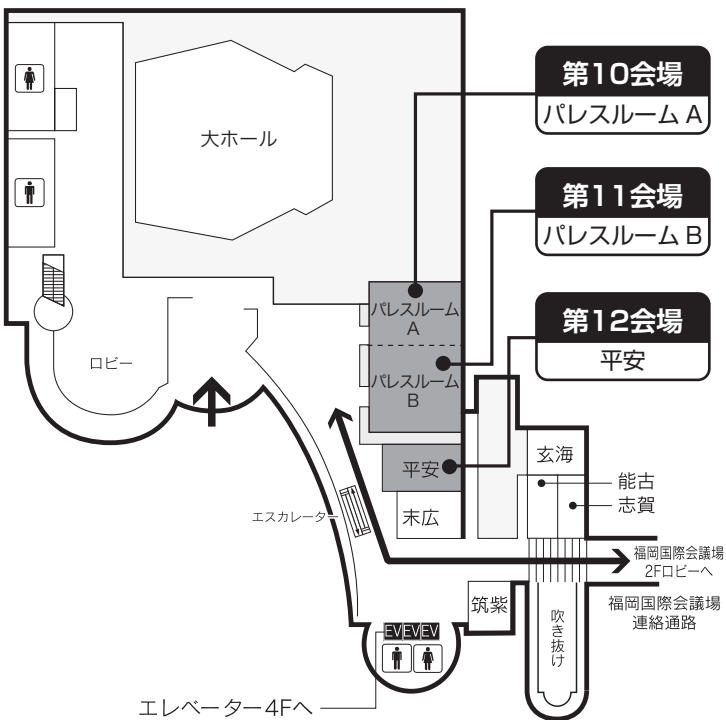 第10会場
パレスルーム A
大ホール
第11会場
パレスルーム B
第12会場
平安
パレスルーム
A
パレスルーム
B
ロビー
平安
末広
エスカレーター
玄海
能古
志賀
福岡国際会議場
2Fロビーへ
福岡国際会議場
連絡通路
筑紫
吹き抜け
EV EV EV
エレベーター4Fへ